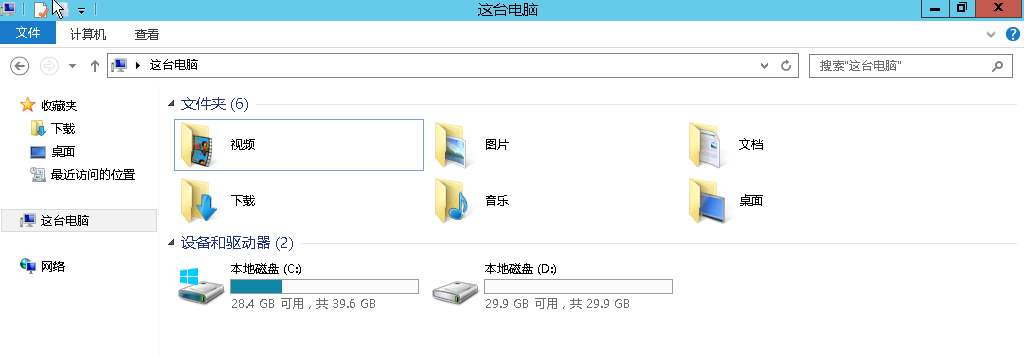 这台电脑
文件 计算机 查看
这台电脑 搜索"这台电脑"
收藏夹
下载
桌面
最近访问的位置
这台电脑
网络
文件夹 (6)
视频 图片 文档
下载 音乐 桌面
设备和驱动器 (2)
本地磁盘 (C:) 本地磁盘 (D:)
28.4 GB 可用，共 39.6 GB 29.9 GB 可用，共 29.9 GB